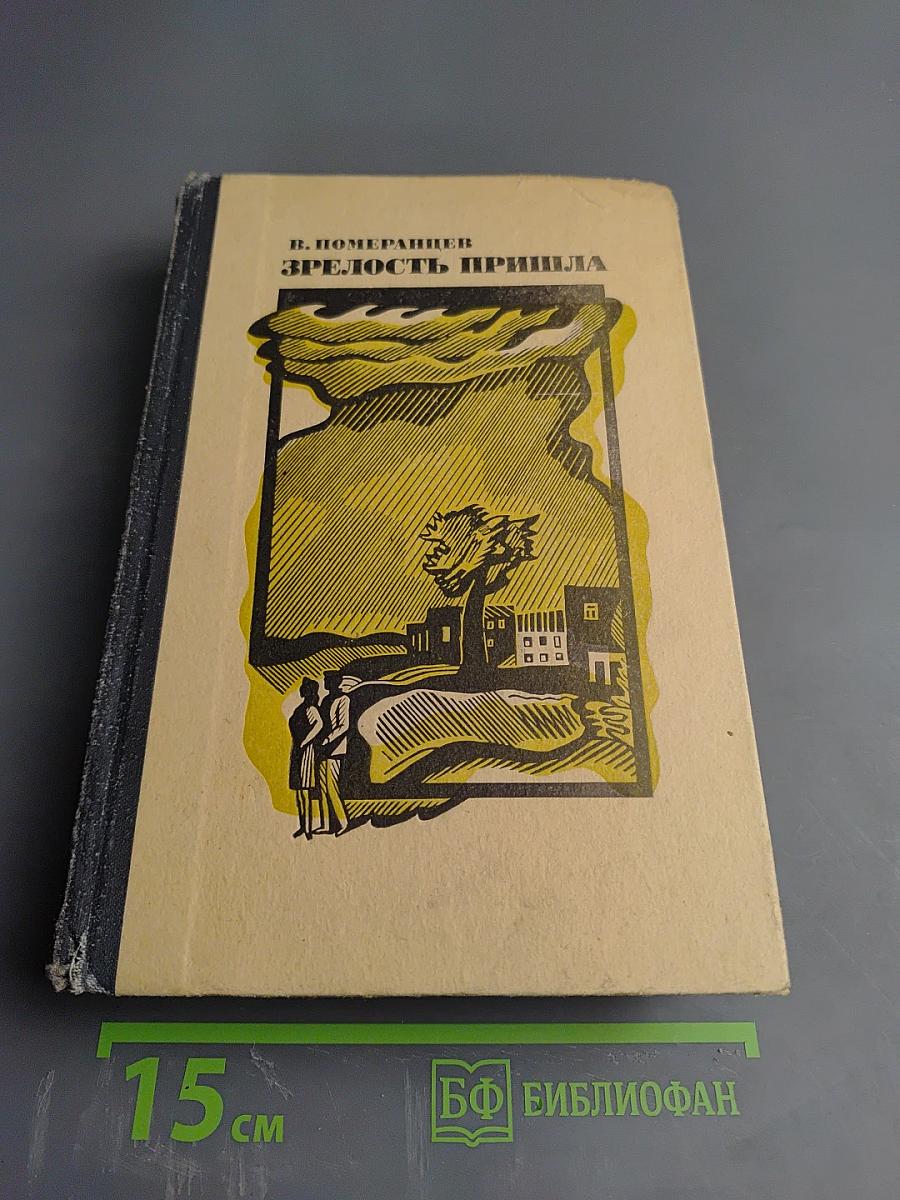 В. ПОМЕРАНЦЕВ
ЗРЕЛОСТЬ ПРИШЛА
15 см
БФ БИБЛИОФАН